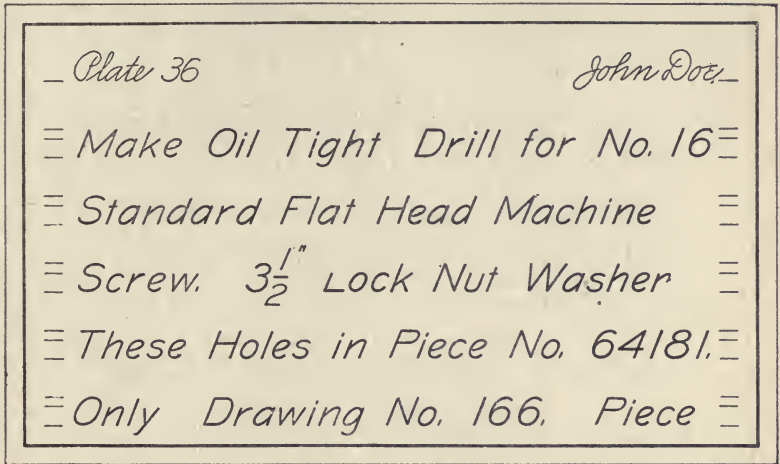 Plate 36 John Doe.
Make Oil Tight Drill for No. 16
Standard Flat Head Machine
Screw. 3 1/2" Lock Nut Washer
These Holes in Piece No. 64181.
Only Drawing No. 166. Piece